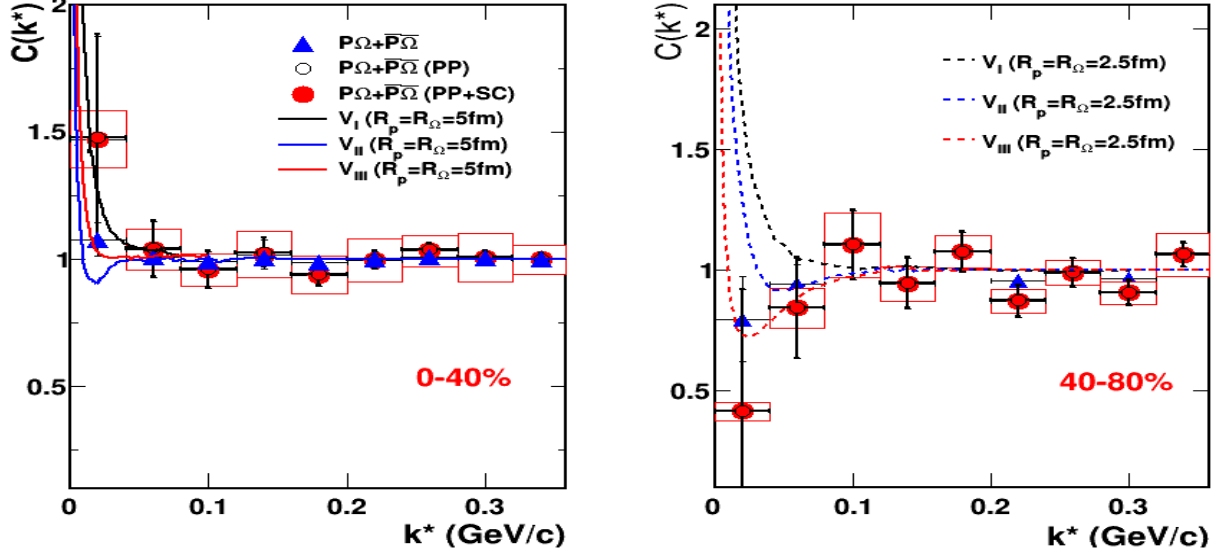 C(k*)
2
1.5
1
0.5
PΩ+P̅Ω̅
PΩ+P̅Ω̅ (PP)
PΩ+P̅Ω̅ (PP+SC)
V_I (R_p=R_Ω=5fm)
V_II (R_p=R_Ω=5fm)
V_III (R_p=R_Ω=5fm)
0-40%
0 0.1 0.2 0.3
k* (GeV/c)
C(k*)
2
1.5
1
0.5
V_I (R_p=R_Ω=2.5fm)
V_II (R_p=R_Ω=2.5fm)
V_III (R_p=R_Ω=2.5fm)
40-80%
0 0.1 0.2 0.3
k* (GeV/c)